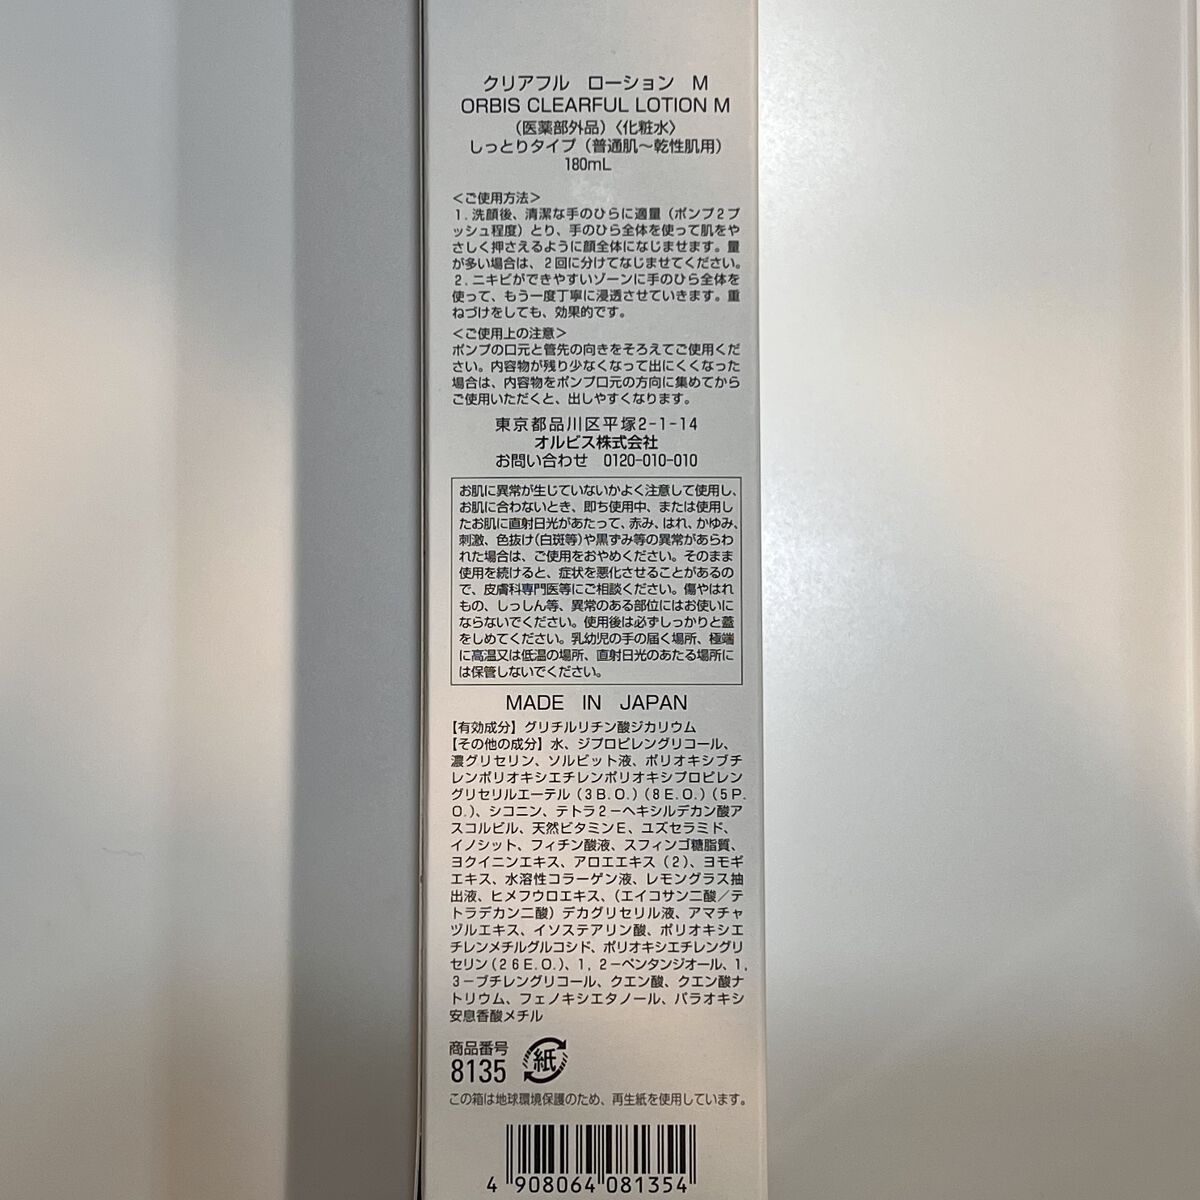 クリアフル ローション M
ORBIS CLEARFUL LOTION M
（医薬部外品）〈化粧水〉
しっとりタイプ（普通肌〜乾性肌用）
180mL
＜ご使用方法＞
1. 洗顔後、清潔な手のひらに適量（ポンプ2プ
ッシュ程度）とり、手のひら全体を使って肌をや
さしく押さえるように顔全体になじませます。量
が多い場合は、2回に分けてなじませてください。
2. ニキビができやすいゾーンに手のひら全体を
使って、もう一度丁寧に浸透させていきます。重
ねづけをしても、効果的です。
＜ご使用上の注意＞
ポンプの口元と管先の向きをそろえてご使用くだ
さい。内容物が残り少なくなって出にくくなった
場合は、内容物をポンプ口元の方向に集めてから
ご使用いただくと、出しやすくなります。
東京都品川区平塚2-1-14
オルビス株式会社
お問い合わせ 0120-010-010
お肌に異常が生じていないかよく注意して使用し、
お肌に合わないとき、即ち使用中、または使用し
たお肌に直射日光があたって、赤み、はれ、かゆみ、
刺激、色抜け(白斑等)や黒ずみ等の異常があらわ
れた場合は、ご使用をおやめください。そのまま
使用を続けると、症状を悪化させることがあるの
で、皮膚科専門医等にご相談ください。傷やはれ
もの、しっしん等、異常のある部位にはお使いに
ならないでください。使用後は必ずしっかりと蓋
をしめてください。乳幼児の手の届く場所、極端
に高温又は低温の場所、直射日光のあたる場所に
は保管しないでください。
MADE IN JAPAN
【有効成分】グリチルリチン酸ジカリウム
【その他の成分】水、ジプロピレングリコール、
濃グリセリン、ソルビット液、ポリオキシブチ
レンポリオキシエチレンポリオキシプロピレン
グリセリルエーテル（3B.O.）（8E.O.）（5P.
O.）、シコニン、テトラ2－ヘキシルデカン酸ア
スコルビル、天然ビタミンE、ユズセラミド、
イノシット、フィチン酸液、スフィンゴ糖脂質、
ヨクイニンエキス、アロエエキス（2）、ヨモギ
エキス、水溶性コラーゲン液、レモングラス抽
出液、ヒメフウロエキス、（エイコサン二酸／テ
トラデカン二酸）デカグリセリル液、アマチャ
ヅルエキス、イソステアリン酸、ポリオキシエ
チレンメチルグルコシド、ポリオキシエチレングリ
セリン（26E.O.）、1, 2－ペンタンジオール、1,
3－ブチレングリコール、クエン酸、クエン酸ナ
トリウム、フェノキシエタノール、パラオキシ
安息香酸メチル
商品番号
8135
紙
この箱は地球環境保護のため、再生紙を使用しています。
4 908064 081354